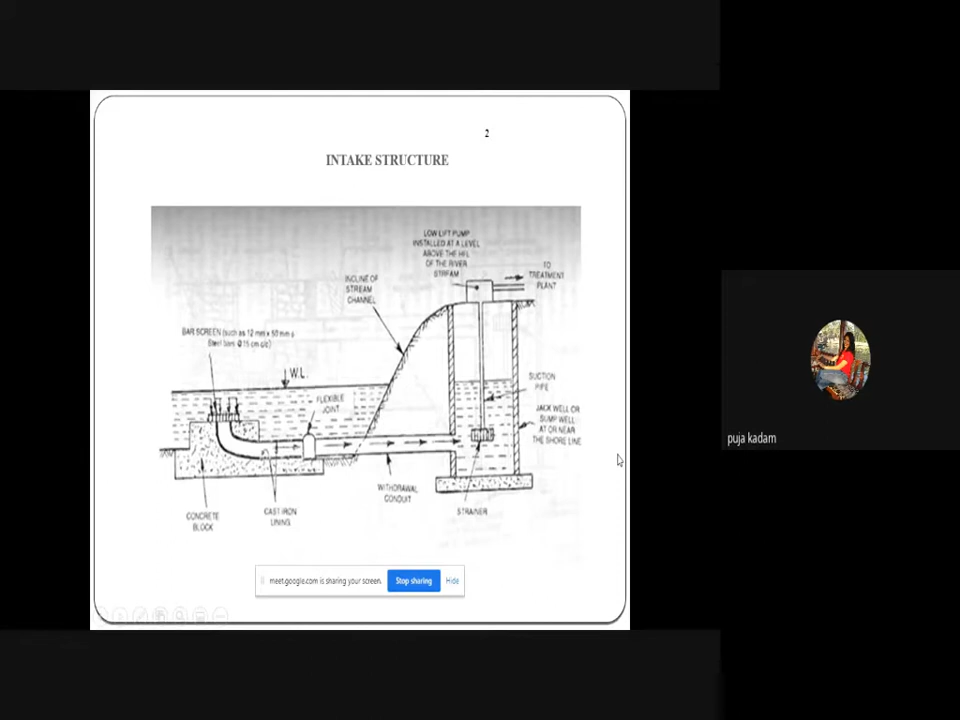 2
INTAKE STRUCTURE
LOW LIFT PUMP
INSTALLED AT A LEVEL
ABOVE THE HFL
OF THE RIVER
STREAM
TO
TREATMENT
PLANT
INCLINE OF
STREAM
CHANNEL
BAR SCREEN (such as 12 mm x 50 mm
Steel bars @ 15 cm c/c)
W.L.
FLEXIBLE
JOINT
SUCTION
PIPE
JACK WELL OR
SUMP WELL
AT OR NEAR
THE SHORE LINE
WITHDRAWAL
CONDUIT
STRAINER
CONCRETE
BLOCK
CAST IRON
LINING
meet.google.com is sharing your screen.
Stop sharing
Hide
puja kadam